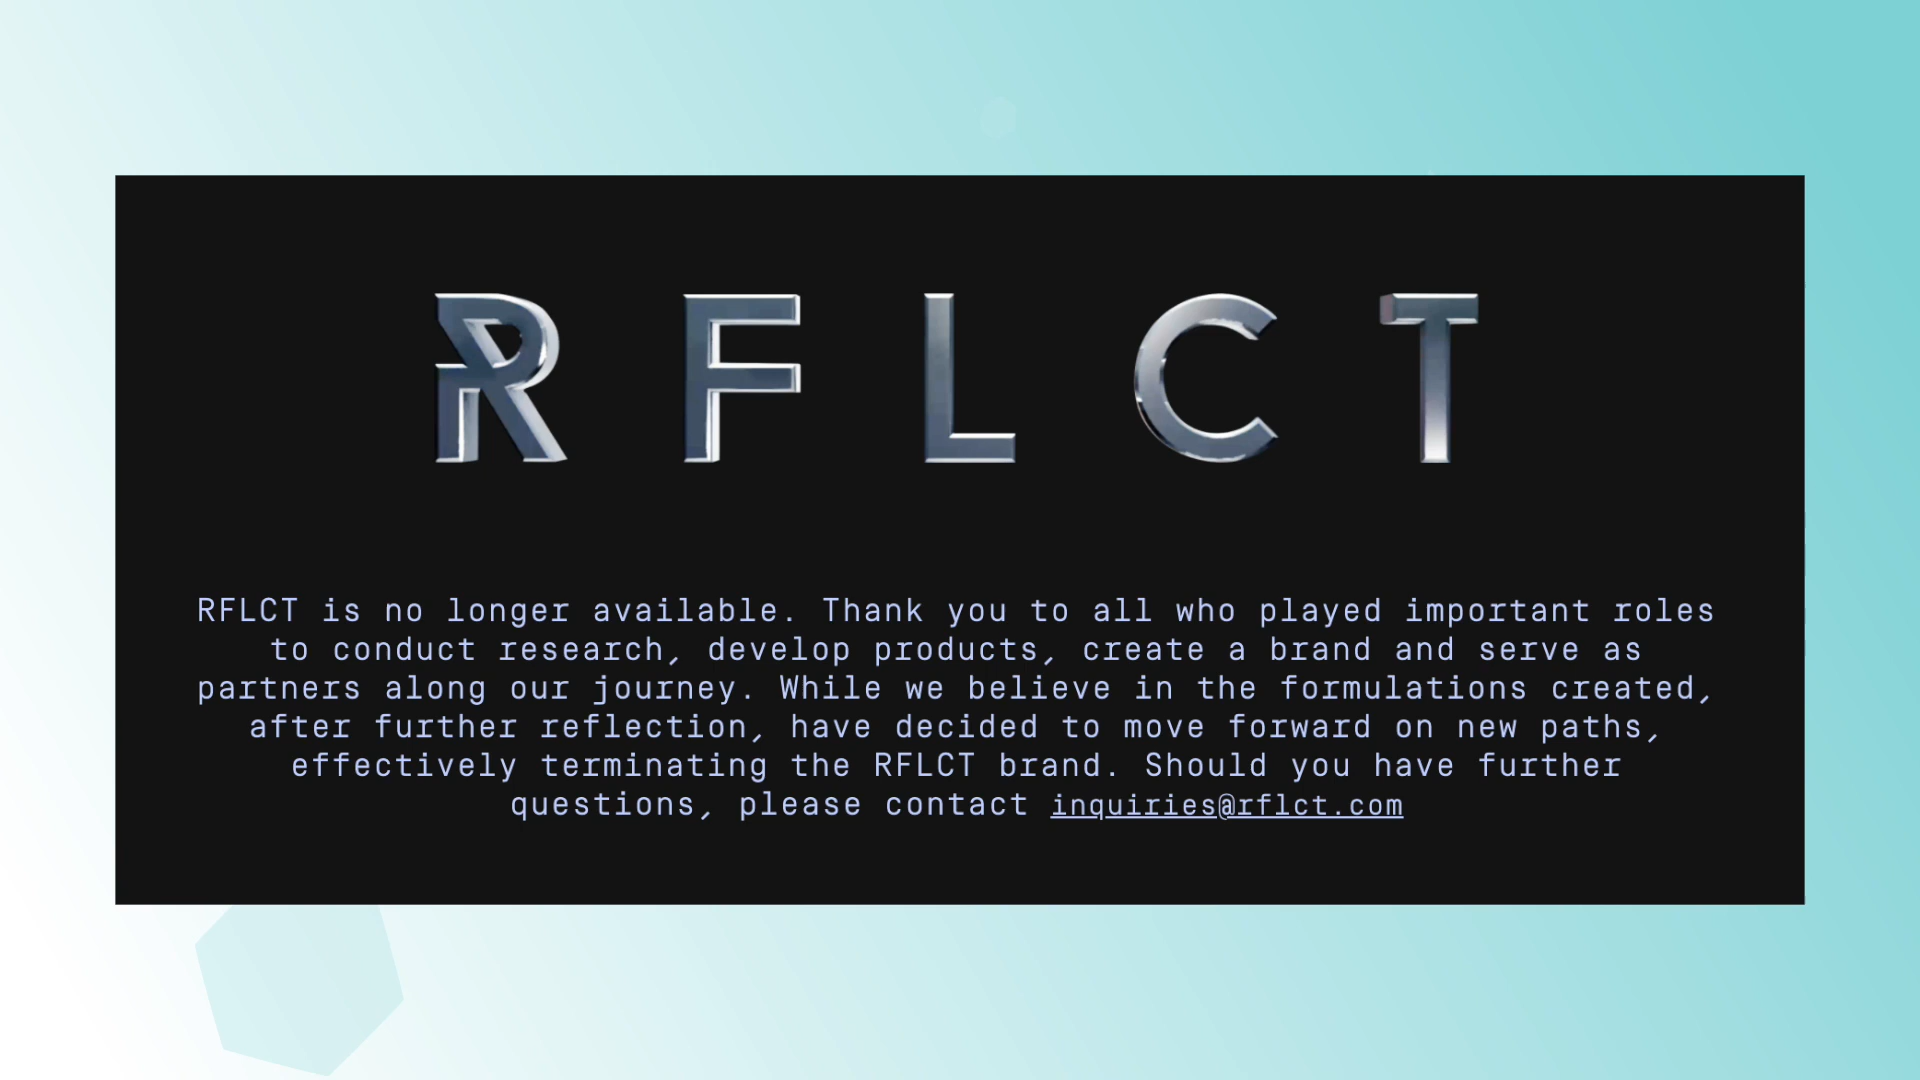 RFLCT
RFLCT is no longer available. Thank you to all who played important roles
to conduct research, develop products, create a brand and serve as
partners along our journey. While we believe in the formulations created,
after further reflection, have decided to move forward on new paths,
effectively terminating the RFLCT brand. Should you have further
questions, please contact inquiries@rflct.com